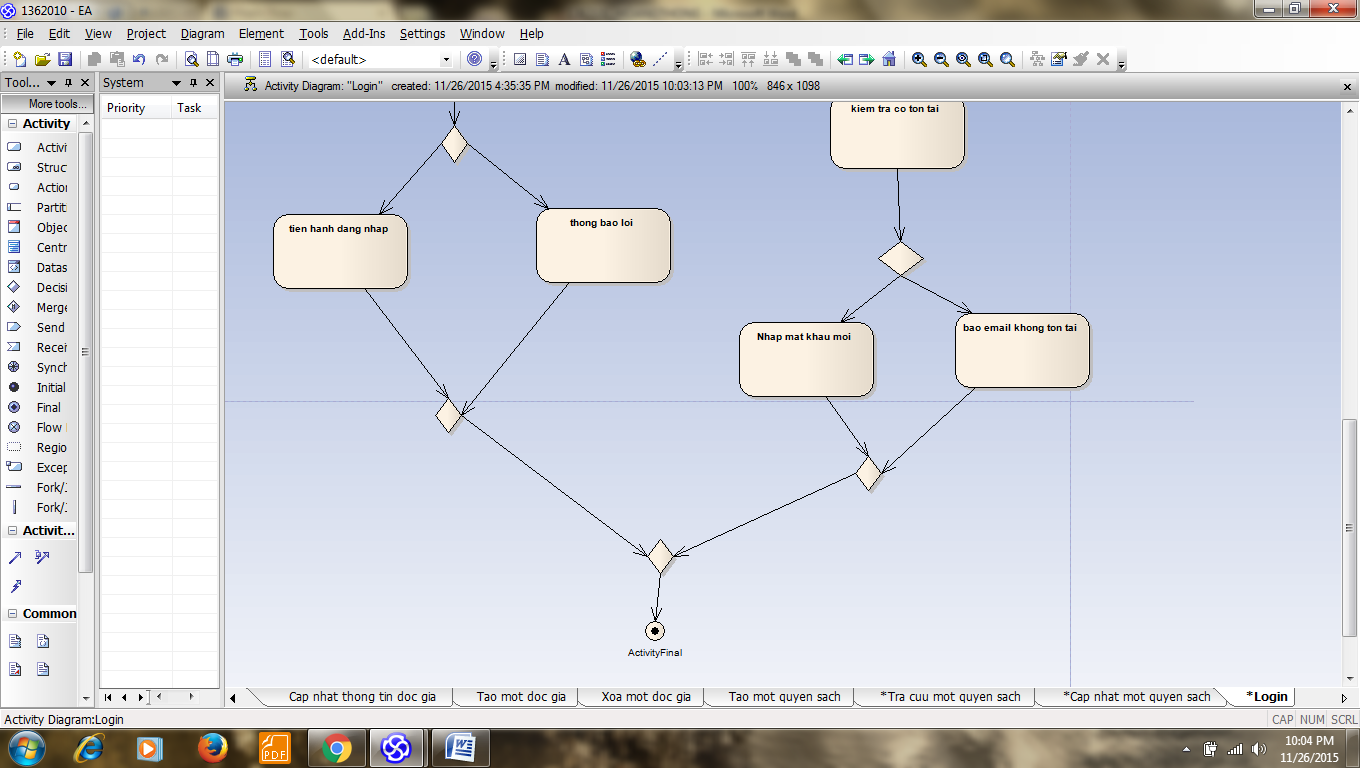 1362010 - EA
File Edit View Project Diagram Element Tools Add-Ins Settings Window Help
<default>
Tool...
System
Activity Diagram: "Login" created: 11/26/2015 4:35:35 PM modified: 11/26/2015 10:03:13 PM 100% 846 x 1098
More tools...
Priority Task
Activity
Activi
Struc
Action
Partiti
Objec
Centr
Datas
Decisi
Merge
Send
Recei
Synch
Initial
Final
Flow
Regio
Excep
Fork/J
Fork/J
Activit...
Common
kiem tra co ton tai
tien hanh dang nhap
thong bao loi
Nhap mat khau moi
bao email khong ton tai
ActivityFinal
Cap nhat thong tin doc gia
Tao mot doc gia
Xoa mot doc gia
Tao mot quyen sach
*Tra cuu mot quyen sach
*Cap nhat mot quyen sach
*Login
Activity Diagram:Login
CAP NUM SCRL
PDF
10:04 PM
11/26/2015